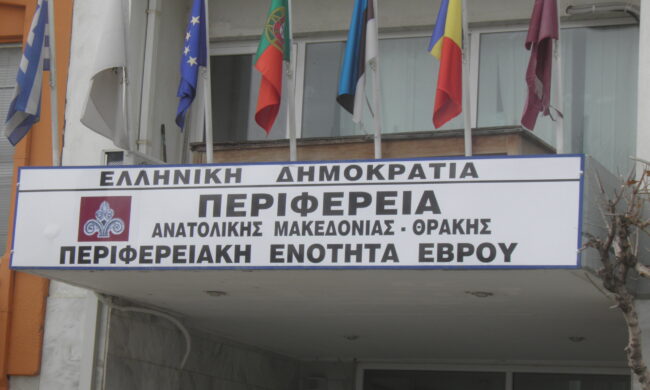 ΕΛΛΗΝΙΚΗ ΔΗΜΟΚΡΑΤΙΑ
ΠΕΡΙΦΕΡΕΙΑ
ΑΝΑΤΟΛΙΚΗΣ ΜΑΚΕΔΟΝΙΑΣ - ΘΡΑΚΗΣ
ΠΕΡΙΦΕΡΕΙΑΚΗ ΕΝΟΤΗΤΑ ΕΒΡΟΥ